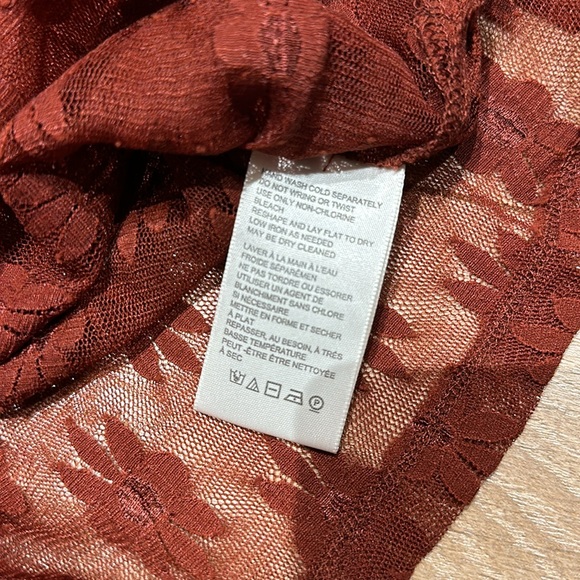 HAND WASH COLD SEPARATELY
DO NOT WRING OR TWIST
USE ONLY NON-CHLORINE
BLEACH
RESHAPE AND LAY FLAT TO DRY
LOW IRON AS NEEDED
MAY BE DRY CLEANED
LAVER À LA MAIN À L'EAU
FROIDE SÉPARÉMEN
NE PAS TORDRE OU ESSORER
UTILISER UN AGENT DE
BLANCHIMENT SANS CHLORE
SI NÉCESSAIRE
METTRE EN FORME ET SECHER
À PLAT
REPASSER, AU BESOIN, À TRÈS
BASSE TEMPÉRATURE
PEUT -ÊTRE ÊTRE NETTOYÉE
À SEC
P